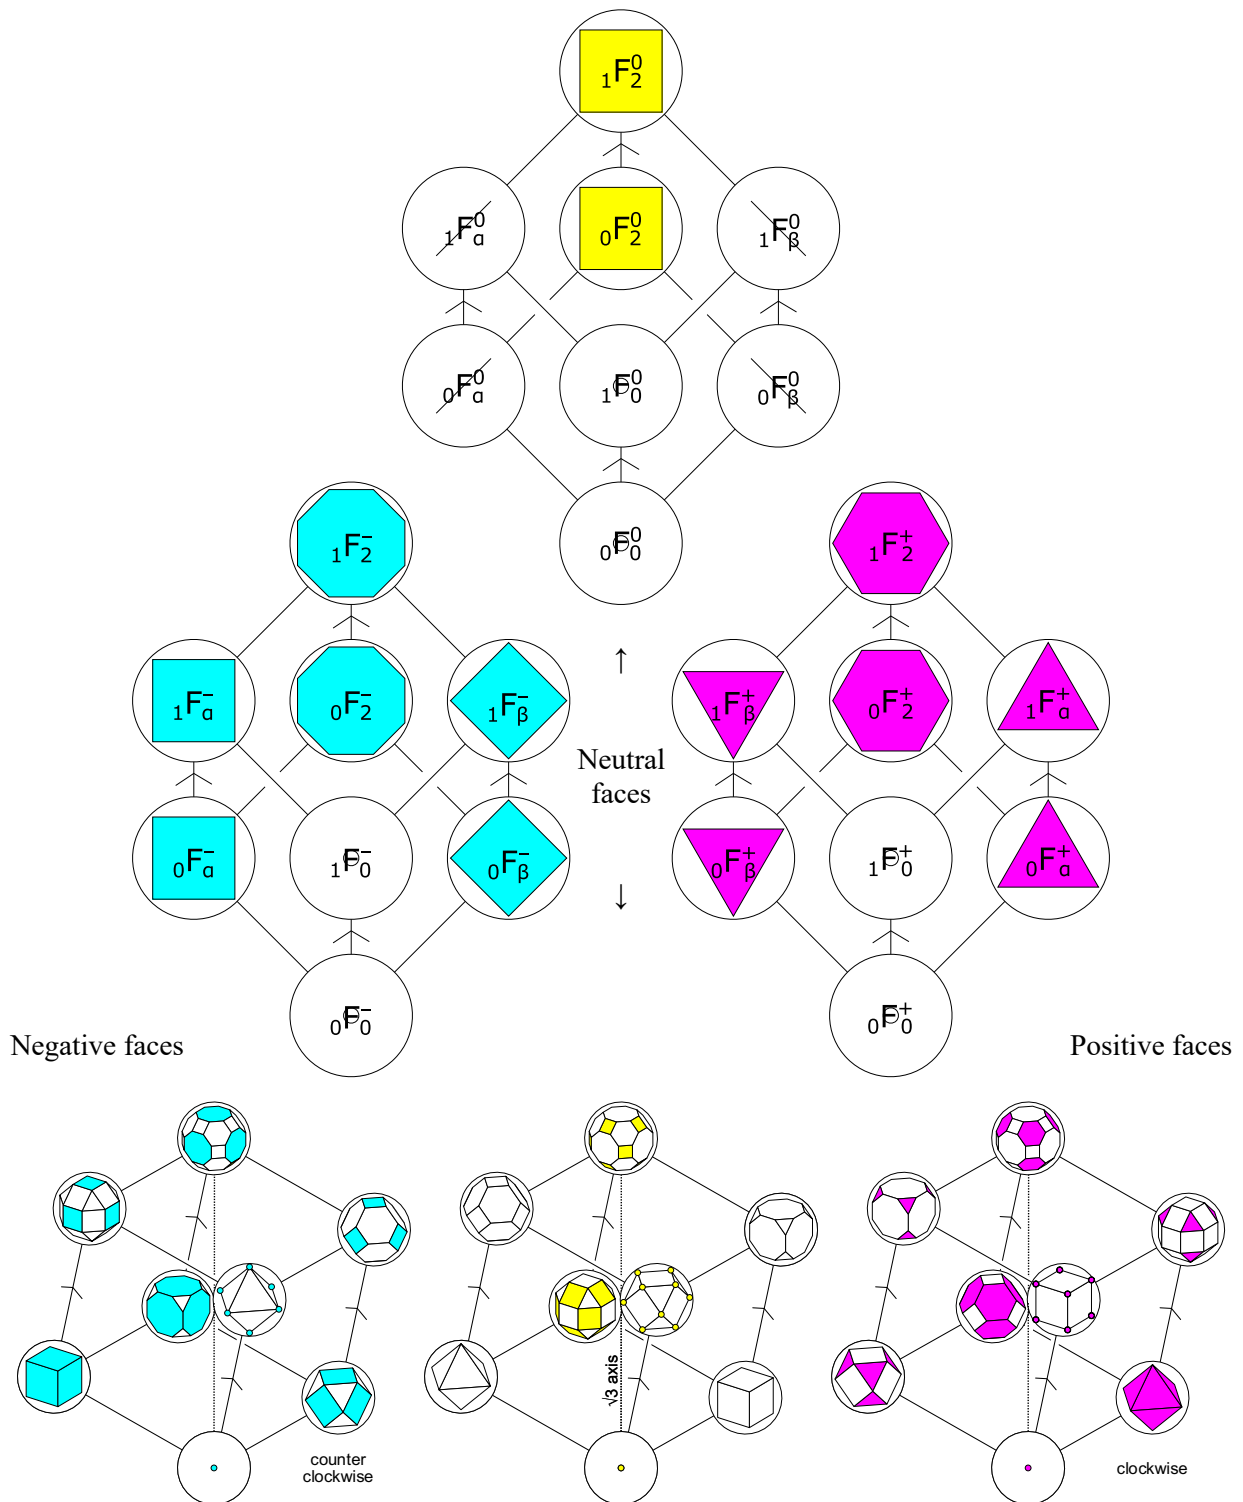 ₁F₂⁰
₁Fα⁰ ₀F₂⁰ ₁Fβ⁰
₀Fα⁰ ₁F₀⁰ ₀Fβ⁰
₁F₂⁻ ₀F₀⁰ ₁F₂⁺
↑
₁Fα⁻ ₀F₂⁻ ₁Fβ⁻ ₁Fβ⁺ ₀F₂⁺ ₁Fα⁺
Neutral
faces
₀Fα⁻ ₁F₀⁻ ₀Fβ⁻ ₀Fβ⁺ ₁F₀⁺ ₀Fα⁺
↓
₀F₀⁻ ₀F₀⁺
Negative faces Positive faces
√3 axis
counter
clockwise
clockwise